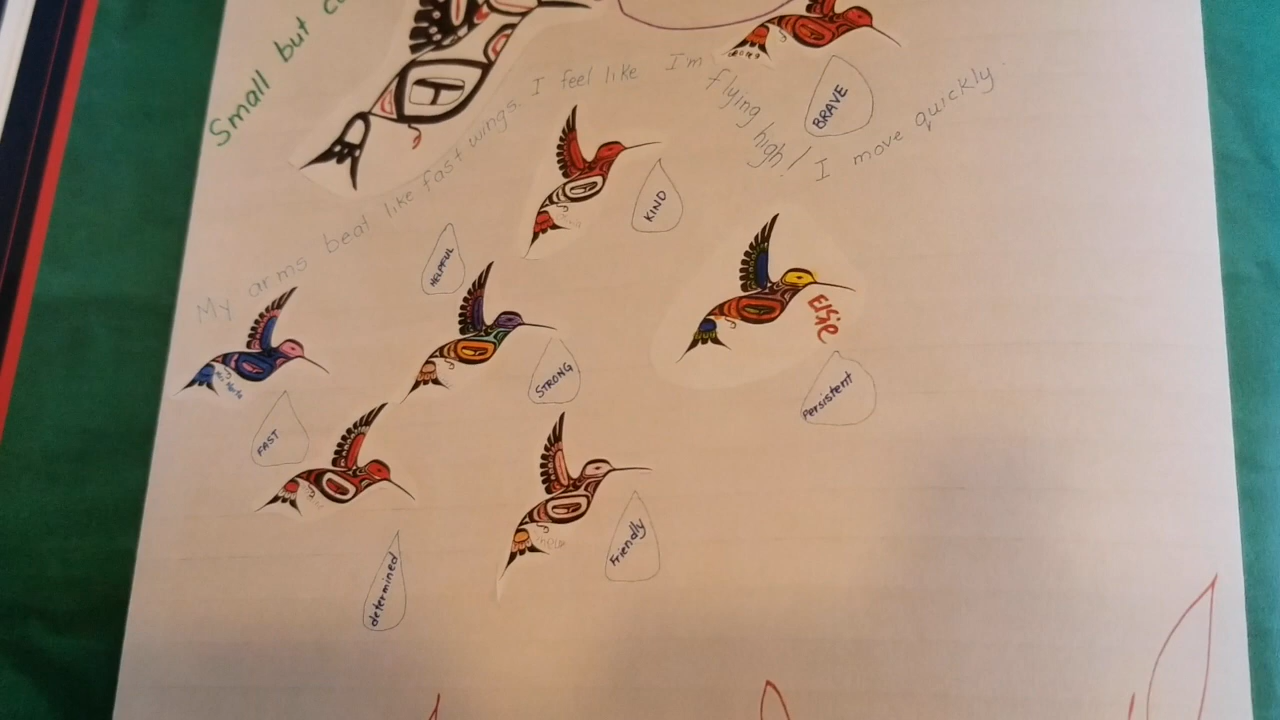 Small but
My arms beat like fast wings. I feel like I'm flying high! I move quickly.
BRAVE
KIND
HELPFUL
Elsie
STRONG
Persistent
FAST
Friendly
determined